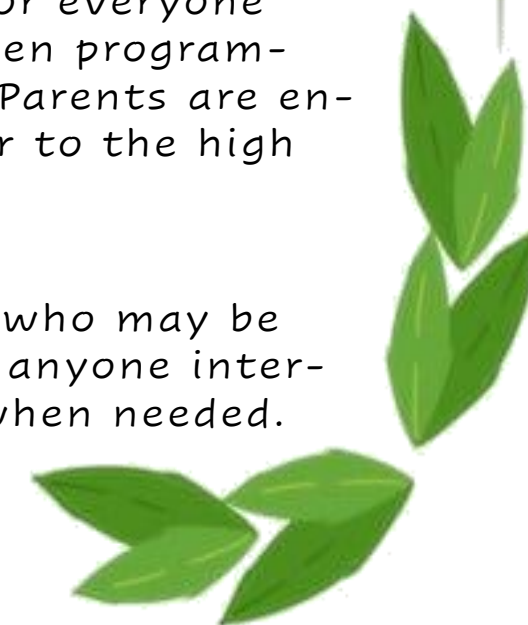 or everyone
en program-
Parents are en-
r to the high
who may be
anyone inter-
when needed.